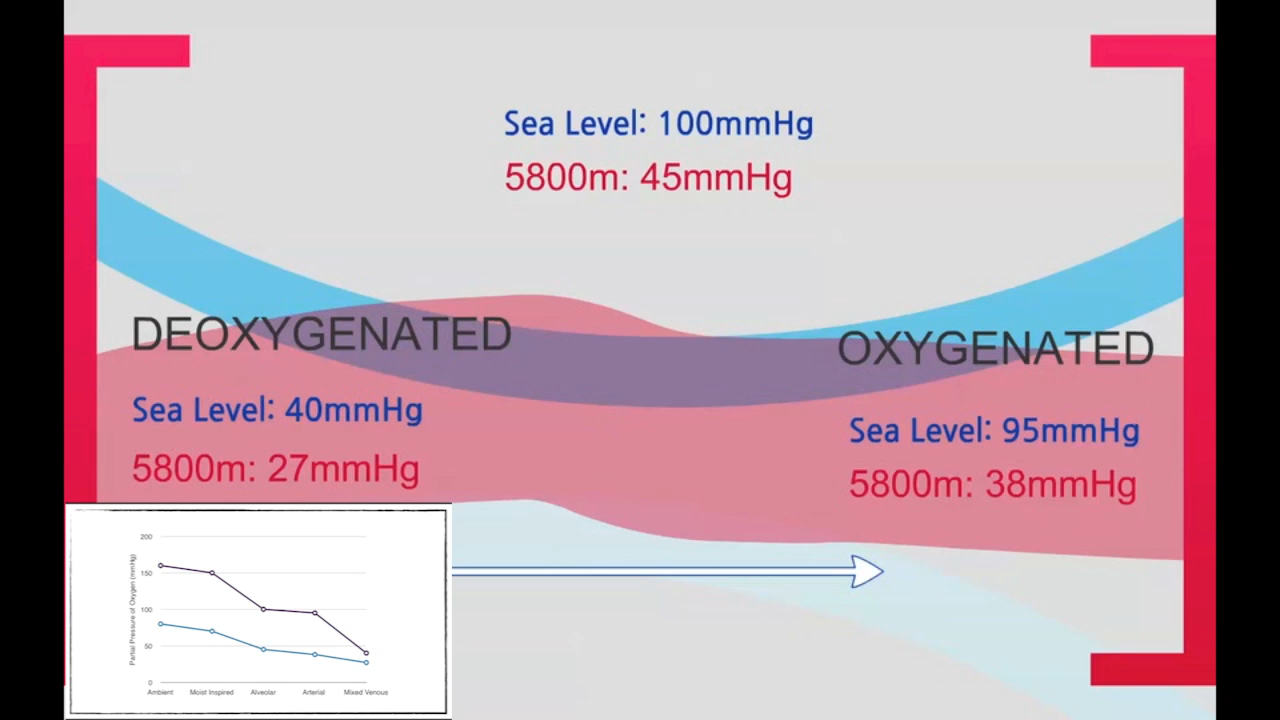 Sea Level: 100mmHg
5800m: 45mmHg
DEOXYGENATED
Sea Level: 40mmHg
5800m: 27mmHg
OXYGENATED
Sea Level: 95mmHg
5800m: 38mmHg
Partial Pressure of Oxygen (mmHg)
200
150
100
50
0
Ambient Moist Inspired Alveolar Arterial Mixed Venous